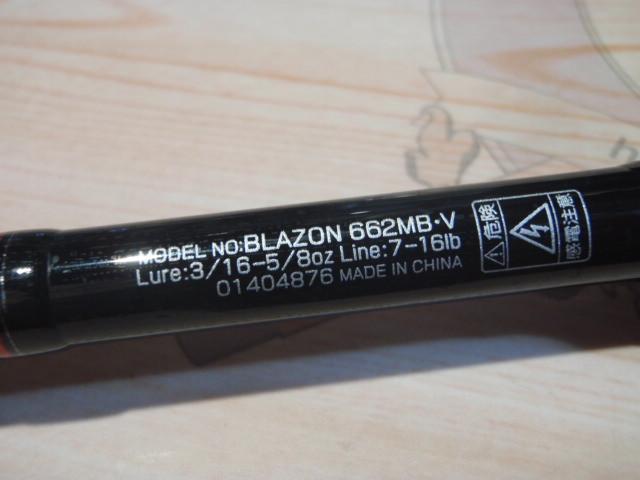 MODEL NO:BLAZON 662MB·V
Lure:3/16-5/8oz Line:7-16lb
01404876 MADE IN CHINA
危険
感電注意